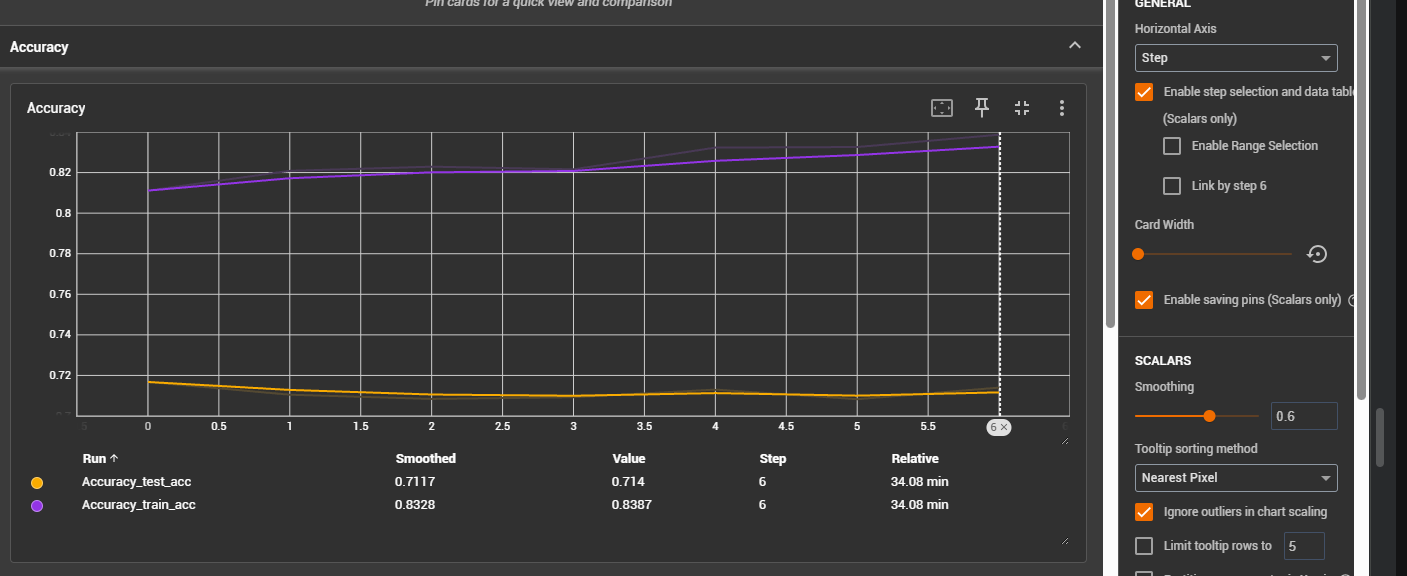 Pin cards for a quick view and comparison
Accuracy
Accuracy
0.82
0.8
0.78
0.76
0.74
0.72
0 0.5 1 1.5 2 2.5 3 3.5 4 4.5 5 5.5 6 ×
Run ↑ Smoothed Value Step Relative
Accuracy_test_acc 0.7117 0.714 6 34.08 min
Accuracy_train_acc 0.8328 0.8387 6 34.08 min
GENERAL
Horizontal Axis
Step
Enable step selection and data table
(Scalars only)
Enable Range Selection
Link by step 6
Card Width
Enable saving pins (Scalars only)
SCALARS
Smoothing
0.6
Tooltip sorting method
Nearest Pixel
Ignore outliers in chart scaling
Limit tooltip rows to 5